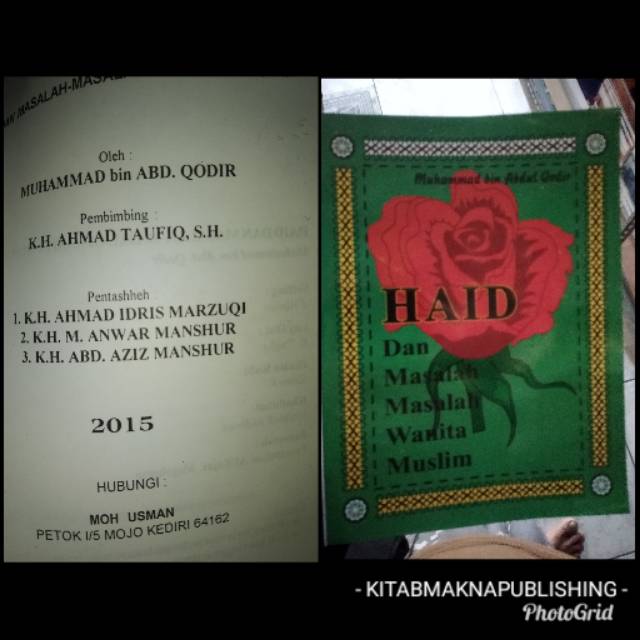 MASALAH-MASAL
Oleh :
MUHAMMAD bin ABD. QODIR
Pembimbing :
K.H. AHMAD TAUFIQ, S.H.
Pentashheh :
1. K.H. AHMAD IDRIS MARZUQI
2. K.H. M. ANWAR MANSHUR
3. K.H. ABD. AZIZ MANSHUR
2015
HUBUNGI :
MOH USMAN
PETOK I/5 MOJO KEDIRI 64162
Muhammad bin Abdul Qodir
HAID
Dan
Masalah
Masalah
Wanita
Muslim
- KITABMAKNAPUBLISHING -
PhotoGrid